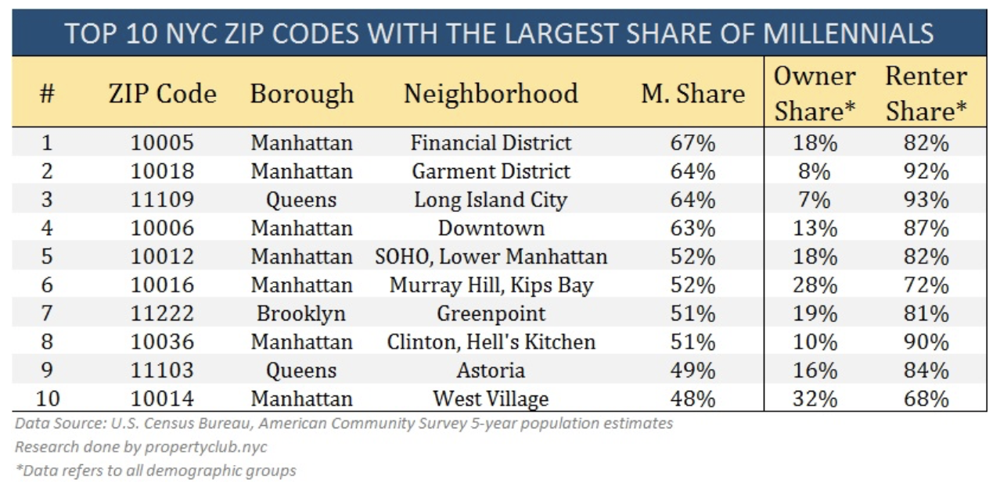 TOP 10 NYC ZIP CODES WITH THE LARGEST SHARE OF MILLENNIALS
# ZIP Code Borough Neighborhood M. Share Owner Share* Renter Share*
1 10005 Manhattan Financial District 67% 18% 82%
2 10018 Manhattan Garment District 64% 8% 92%
3 11109 Queens Long Island City 64% 7% 93%
4 10006 Manhattan Downtown 63% 13% 87%
5 10012 Manhattan SOHO, Lower Manhattan 52% 18% 82%
6 10016 Manhattan Murray Hill, Kips Bay 52% 28% 72%
7 11222 Brooklyn Greenpoint 51% 19% 81%
8 10036 Manhattan Clinton, Hell's Kitchen 51% 10% 90%
9 11103 Queens Astoria 49% 16% 84%
10 10014 Manhattan West Village 48% 32% 68%
Data Source: U.S. Census Bureau, American Community Survey 5-year population estimates
Research done by propertyclub.nyc
*Data refers to all demographic groups